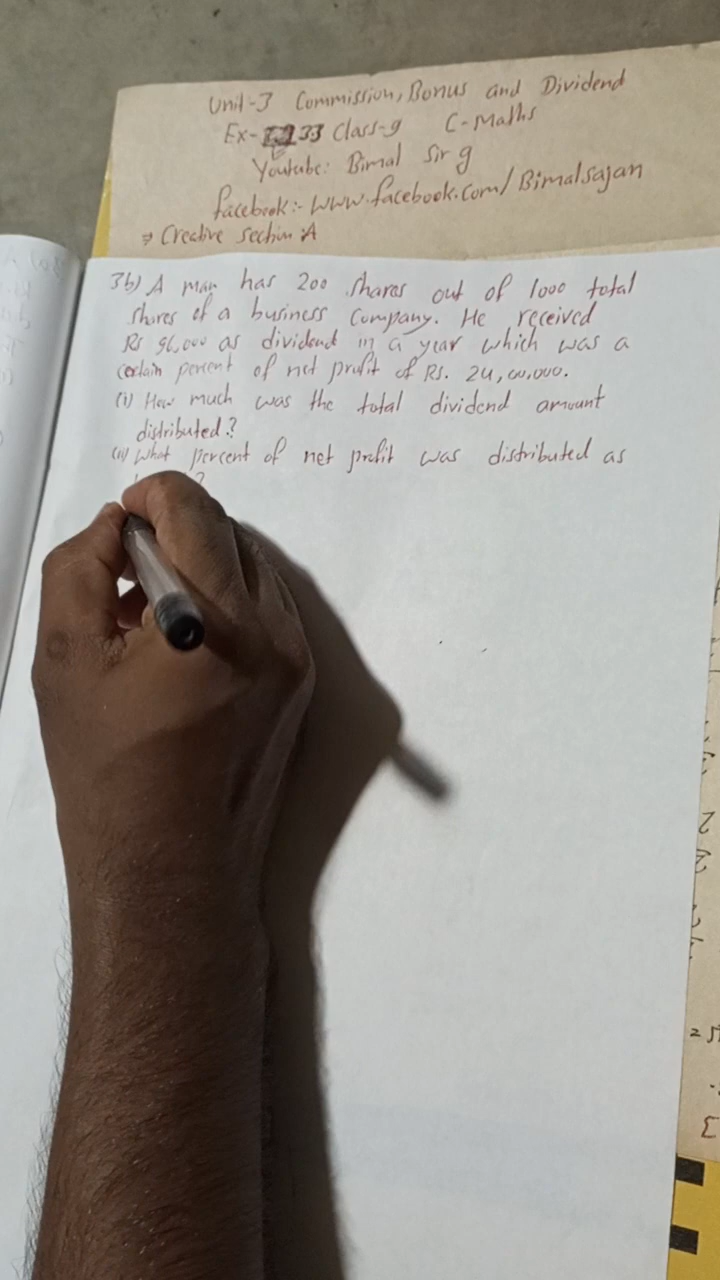 Unit-3 Commission, Bonus and Dividend
Ex- 33 Class-9 C-Maths
Youtube: Bimal Sir g
facebook:- www.facebook.com/Bimalsajan
⇒ Creative Section:A
3b) A man has 200 shares out of 1000 total
shares of a business Company. He received
Rs 96,000 as dividend in a year which was a
certain percent of net profit of Rs. 24,00,000.
(i) How much was the total dividend amount
distributed?
(ii) What percent of net profit was distributed as
?